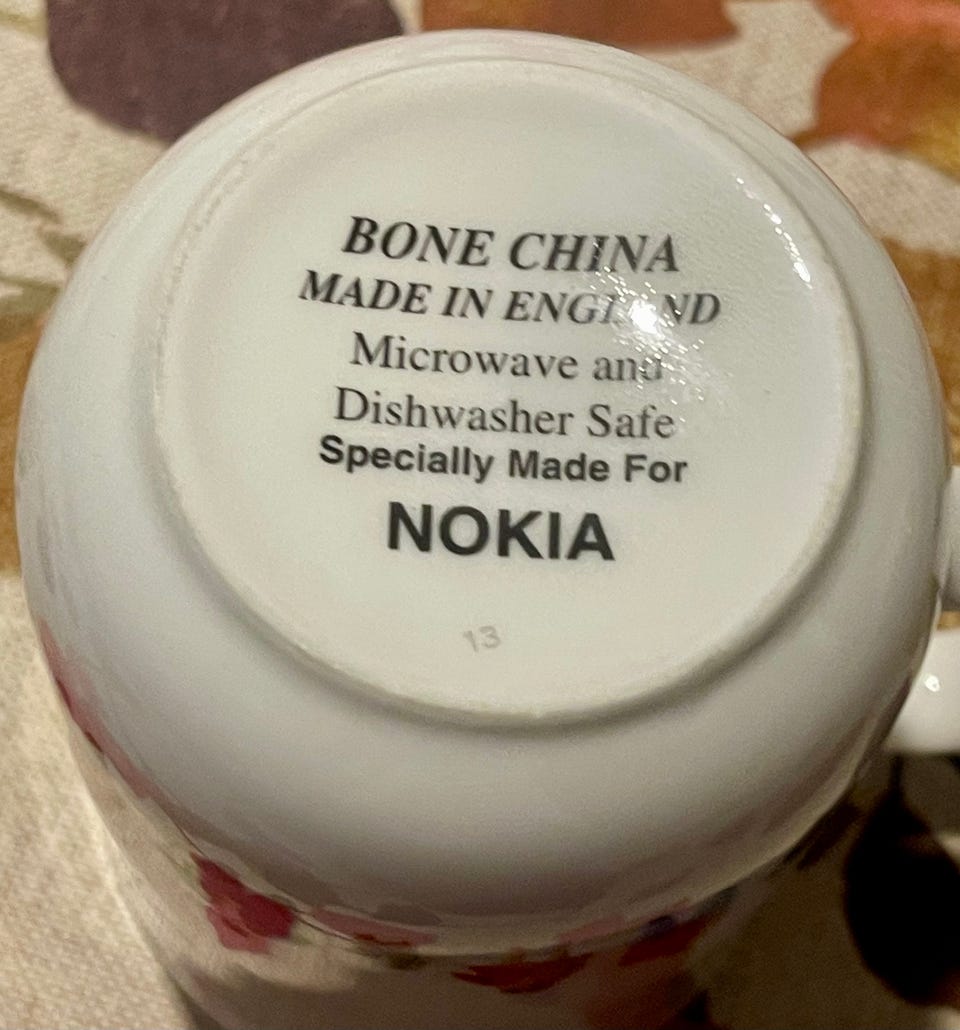 BONE CHINA
MADE IN ENGLAND
Microwave and
Dishwasher Safe
Specially Made For
NOKIA
13